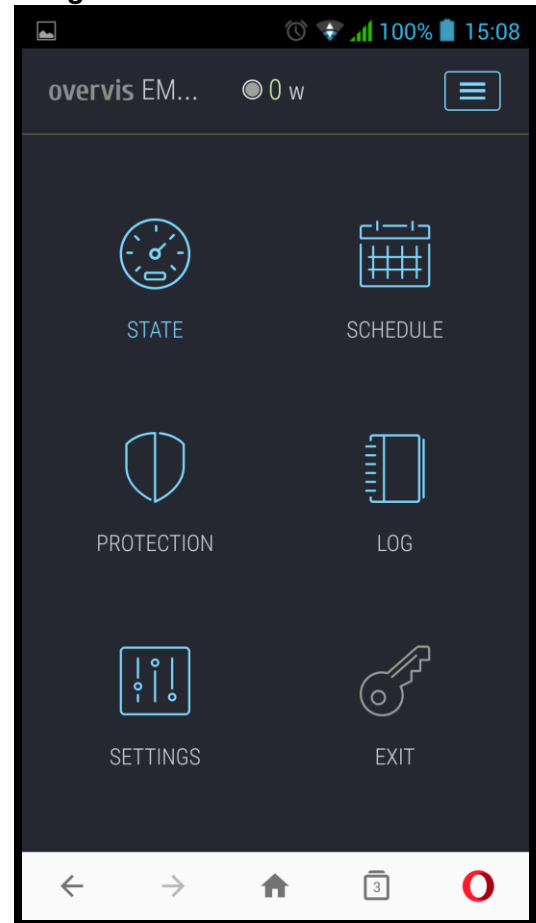 100% 15:08
overvis EM... 0 w
STATE SCHEDULE
PROTECTION LOG
SETTINGS EXIT
3